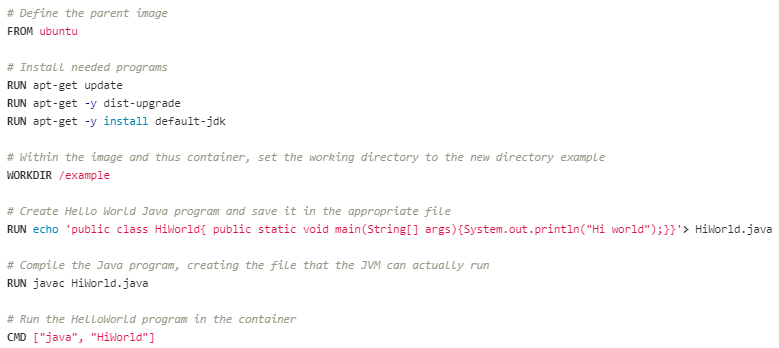 # Define the parent image
FROM ubuntu
# Install needed programs
RUN apt-get update
RUN apt-get -y dist-upgrade
RUN apt-get -y install default-jdk
# Within the image and thus container, set the working directory to the new directory example
WORKDIR /example
# Create Hello World Java program and save it in the appropriate file
RUN echo 'public class HiWorld{ public static void main(String[] args){System.out.println("Hi world");}}'> HiWorld.java
# Compile the Java program, creating the file that the JVM can actually run
RUN javac HiWorld.java
# Run the HelloWorld program in the container
CMD ["java", "HiWorld"]